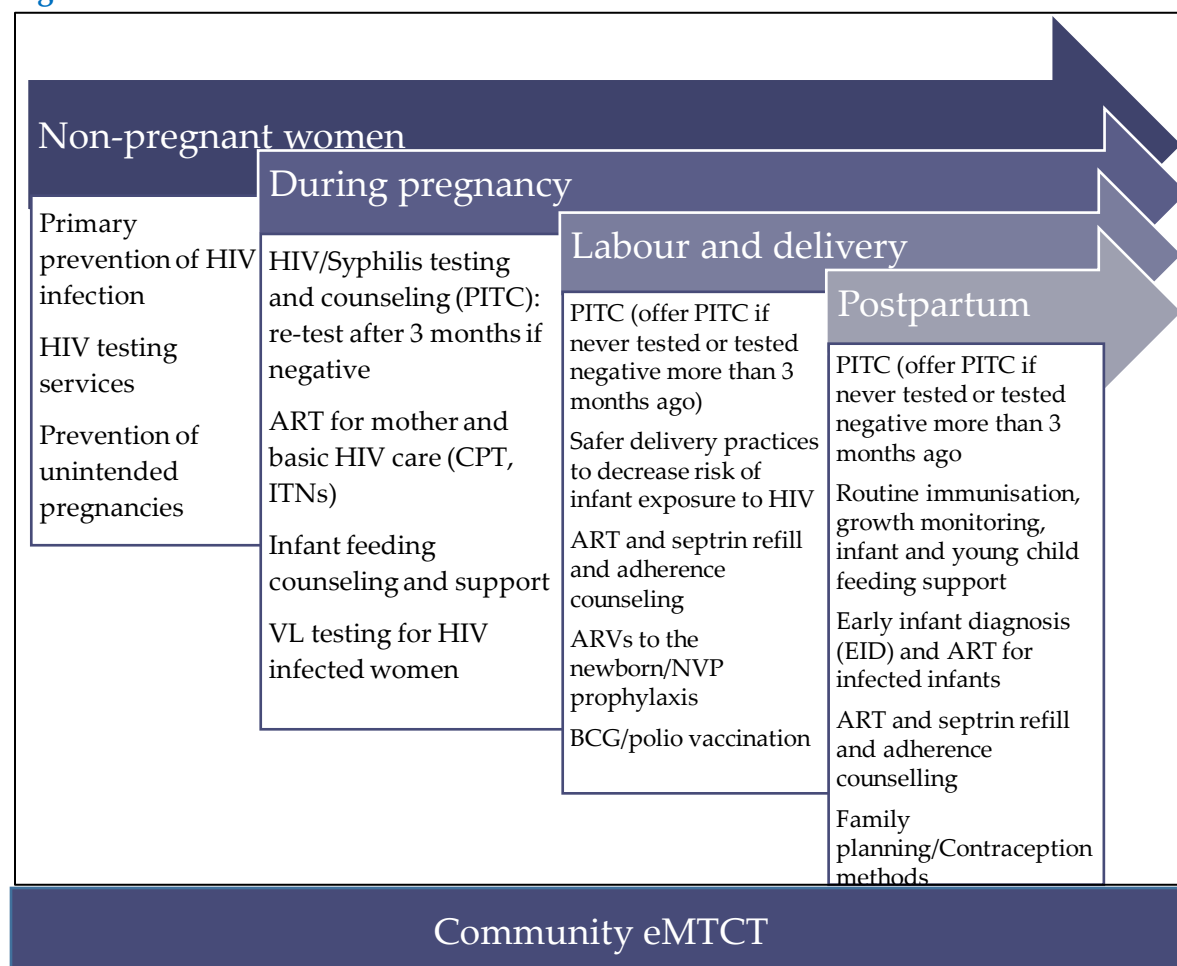 Non-pregnant women
Primary
prevention of HIV
infection
HIV testing
services
Prevention of
unintended
pregnancies
During pregnancy
HIV/Syphilis testing
and counseling (PITC):
re-test after 3 months if
negative
ART for mother and
basic HIV care (CPT,
ITNs)
Infant feeding
counseling and support
VL testing for HIV
infected women
Labour and delivery
PITC (offer PITC if
never tested or tested
negative more than 3
months ago)
Safer delivery practices
to decrease risk of
infant exposure to HIV
ART and septrin refill
and adherence
counseling
ARVs to the
newborn/NVP
prophylaxis
BCG/polio vaccination
Postpartum
PITC (offer PITC if
never tested or tested
negative more than 3
months ago
Routine immunisation,
growth monitoring,
infant and young child
feeding support
Early infant diagnosis
(EID) and ART for
infected infants
ART and septrin refill
and adherence
counselling
Family
planning/Contraception
methods
Community eMTCT